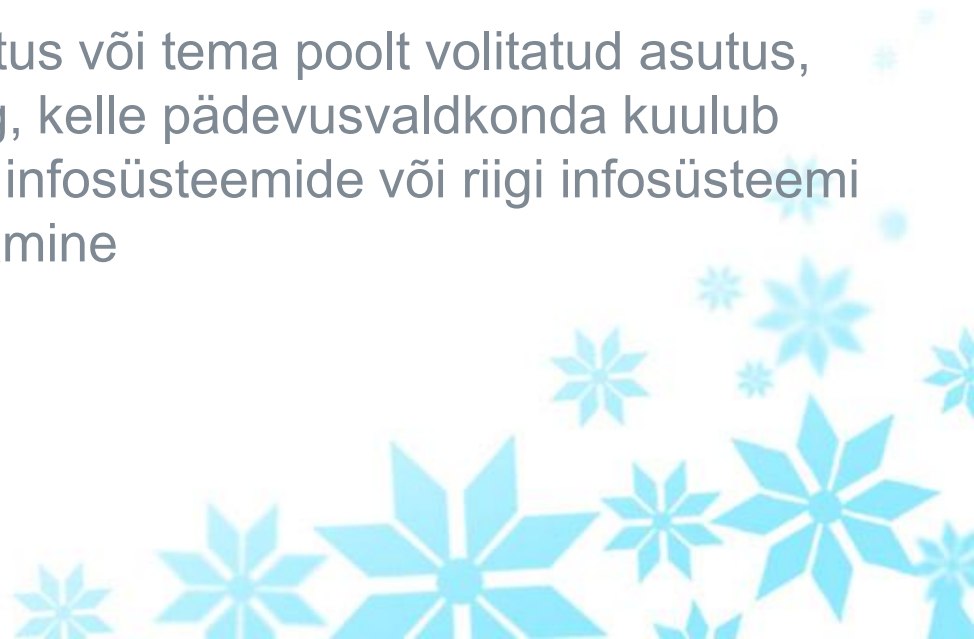 tus või tema poolt volitatud asutus,
, kelle pädevusvaldkonda kuulub
infosüsteemide või riigi infosüsteemi
mine